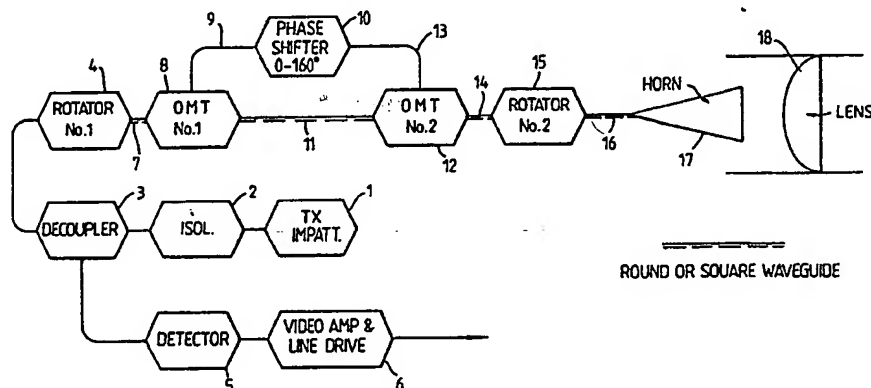 9
PHASE
SHIFTER
0-160°
10
13
4
ROTATOR
No.1
8
OMT
No.1
7
11
OMT
No.2
12
14
15
ROTATOR
No.2
16
HORN
17
18
LENS
3
DECOUPLER
2
ISOL.
1
TX
IMPATT.
ROUND OR SQUARE WAVEGUIDE
DETECTOR
5
VIDEO AMP &
LINE DRIVE
6